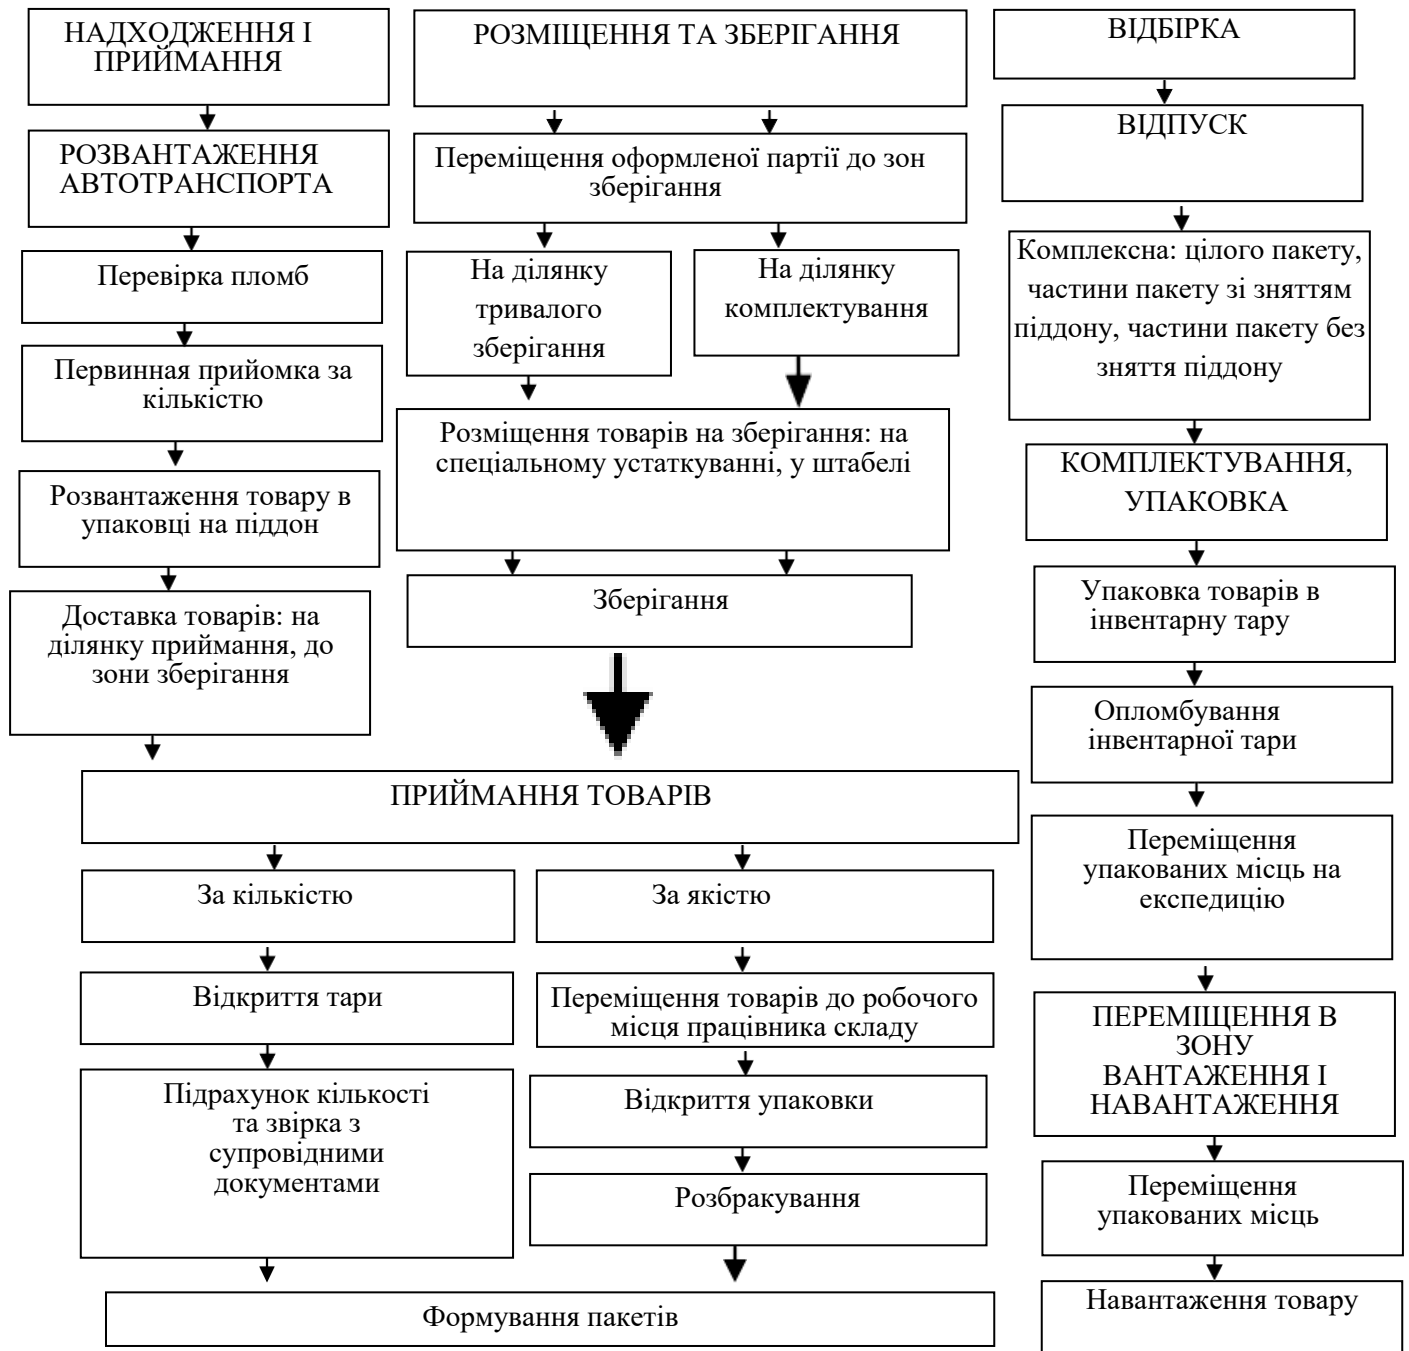 НАДХОДЖЕННЯ І
ПРИЙМАННЯ
РОЗВАНТАЖЕННЯ
АВТОТРАНСПОРТА
Перевірка пломб
Первинная прийомка за
кількістю
Розвантаження товару в
упаковці на піддон
Доставка товарів: на
ділянку приймання, до
зони зберігання
РОЗМІЩЕННЯ ТА ЗБЕРІГАННЯ
Переміщення оформленої партії до зон
зберігання
На ділянку
тривалого
зберігання
На ділянку
комплектування
Розміщення товарів на зберігання: на
спеціальному устаткуванні, у штабелі
Зберігання
ПРИЙМАННЯ ТОВАРІВ
За кількістю
Відкриття тари
Підрахунок кількості
та звірка з
супровідними
документами
За якістю
Переміщення товарів до робочого
місця працівника складу
Відкриття упаковки
Розбракування
Формування пакетів
ВІДБІРКА
ВІДПУСК
Комплексна: цілого пакету,
частини пакету зі зняттям
піддону, частини пакету без
зняття піддону
КОМПЛЕКТУВАННЯ,
УПАКОВКА
Упаковка товарів в
інвентарну тару
Опломбування
інвентарної тари
Переміщення
упакованих місць на
експедицію
ПЕРЕМІЩЕННЯ В
ЗОНУ
ВАНТАЖЕННЯ І
НАВАНТАЖЕННЯ
Переміщення
упакованих місць
Навантаження товару